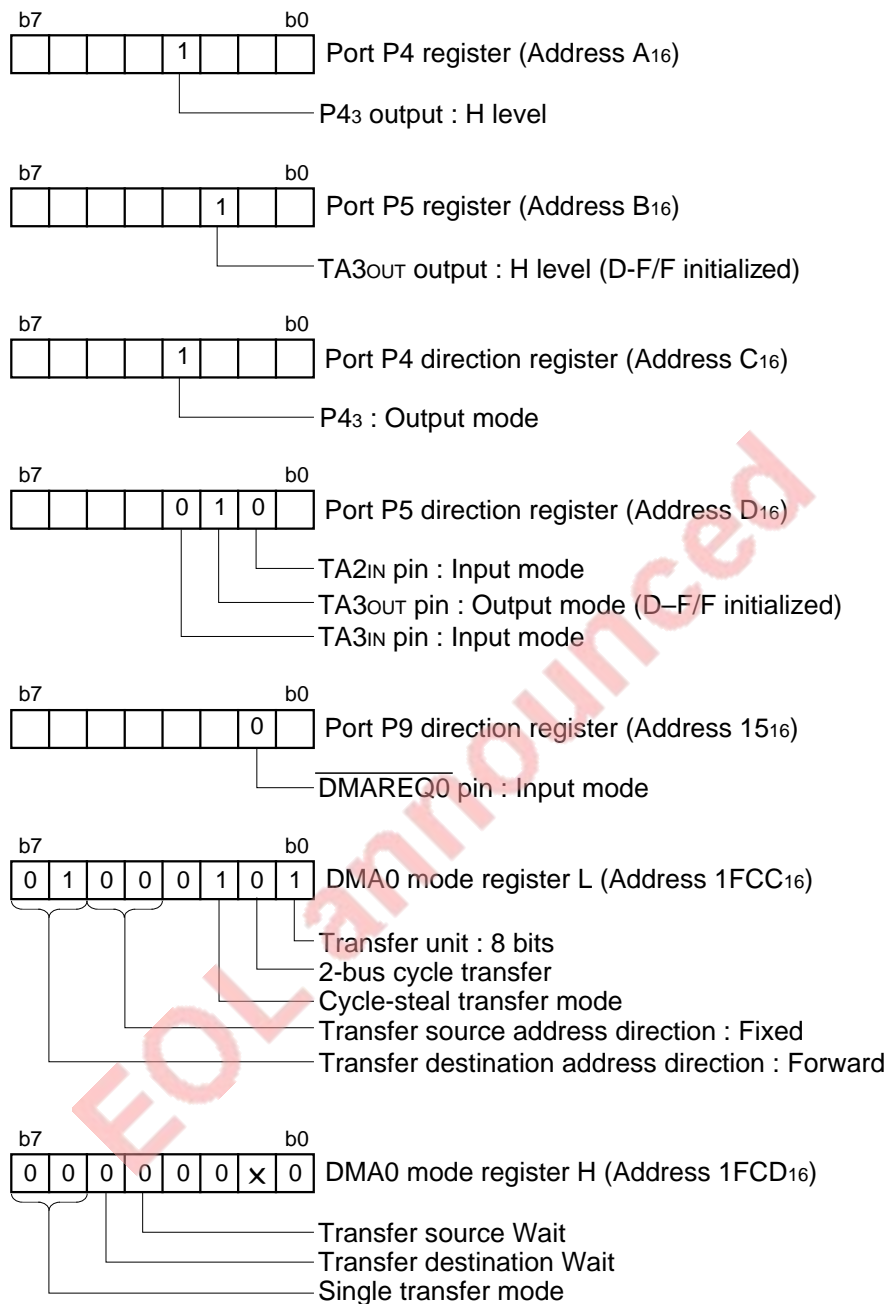 b7 b0
1 Port P4 register (Address A16)
P43 output : H level
b7 b0
1 Port P5 register (Address B16)
TA3OUT output : H level (D-F/F initialized)
b7 b0
1 Port P4 direction register (Address C16)
P43 : Output mode
b7 b0
0 1 0 Port P5 direction register (Address D16)
TA2IN pin : Input mode
TA3OUT pin : Output mode (D–F/F initialized)
TA3IN pin : Input mode
b7 b0
0 Port P9 direction register (Address 1516)
DMAREQ0 pin : Input mode
b7 b0
0 1 0 0 0 1 0 1 DMA0 mode register L (Address 1FCC16)
Transfer unit : 8 bits
2-bus cycle transfer
Cycle-steal transfer mode
Transfer source address direction : Fixed
Transfer destination address direction : Forward
b7 b0
0 0 0 0 0 0 x 0 DMA0 mode register H (Address 1FCD16)
Transfer source Wait
Transfer destination Wait
Single transfer mode
EOL announced